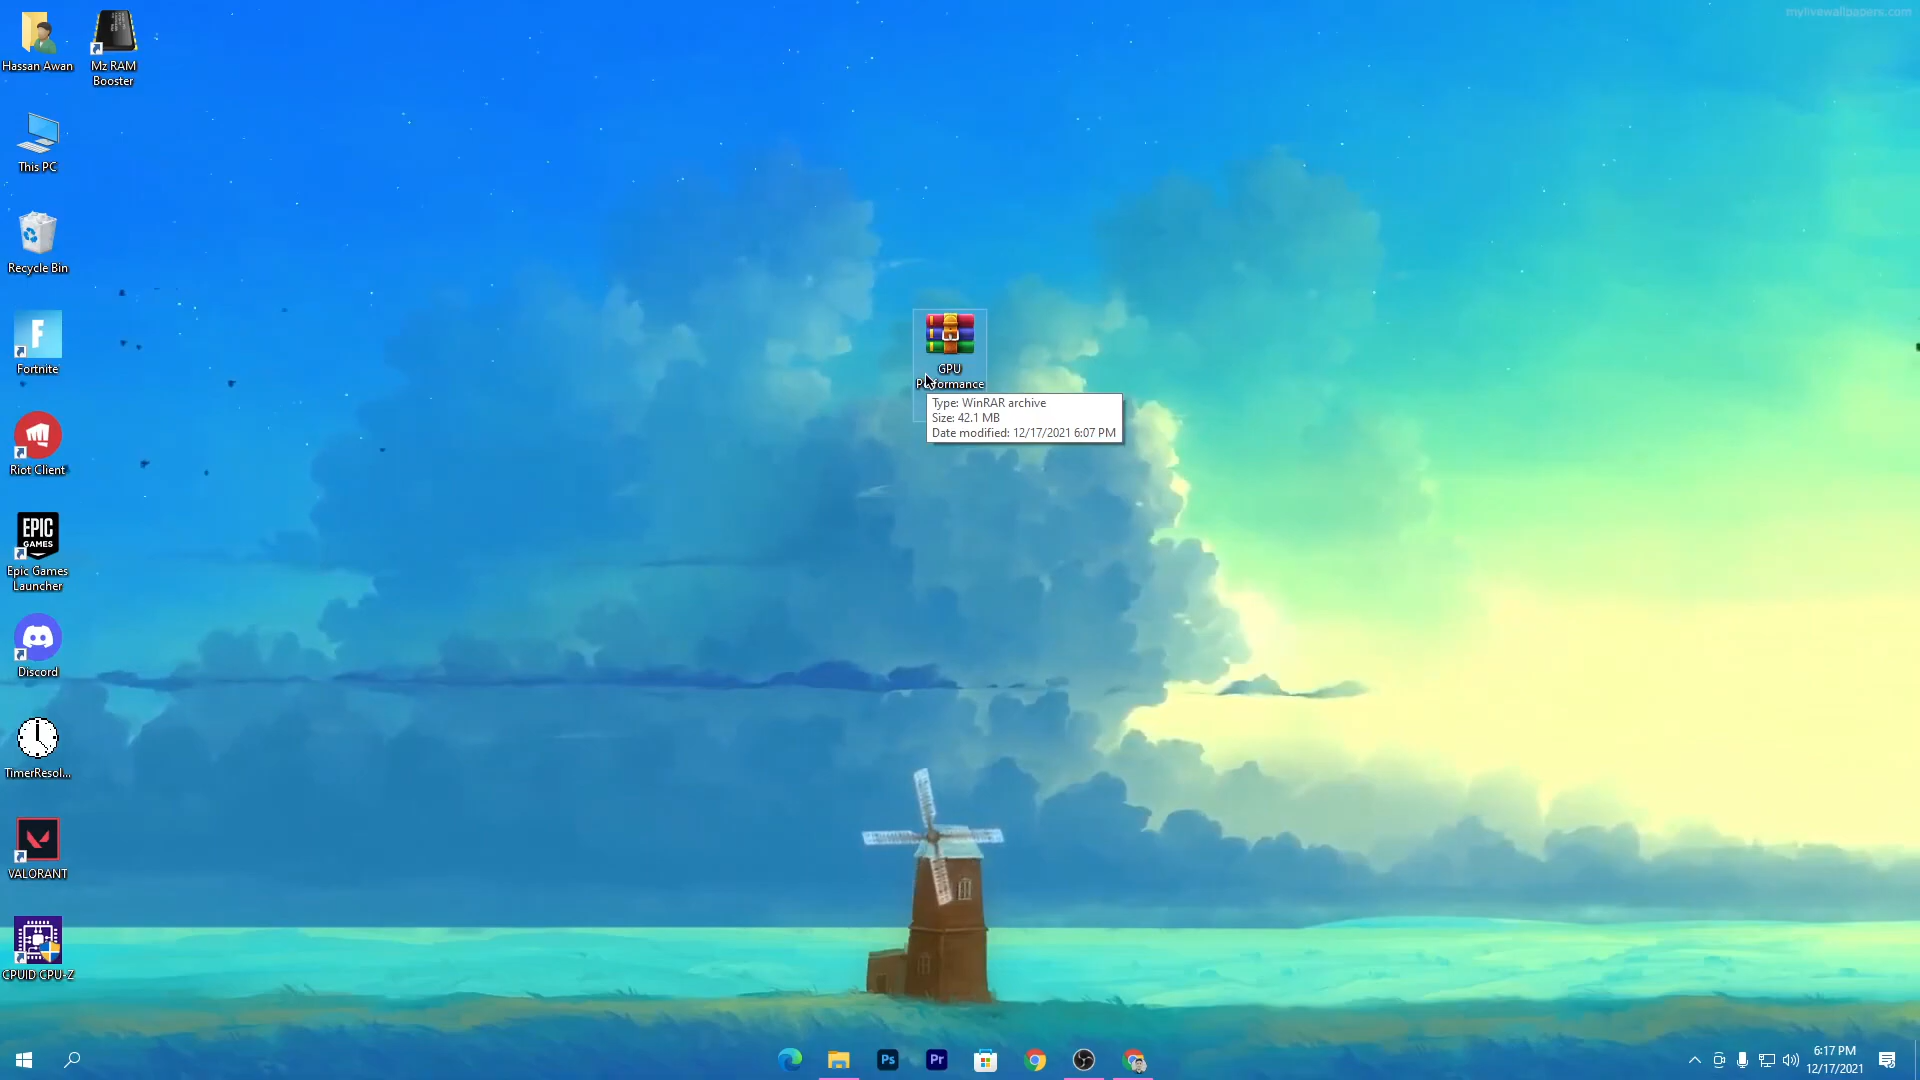 mylivewallpapers.com
Hassan Awan
Mz RAM
Booster
This PC
Recycle Bin
Fortnite
Riot Client
EPIC
GAMES
Epic Games
Launcher
Discord
TimerResol...
VALORANT
CPUID CPU-Z
GPU
Performance
Type: WinRAR archive
Size: 42.1 MB
Date modified: 12/17/2021 6:07 PM
Ps
Pr
6:17 PM
12/17/2021